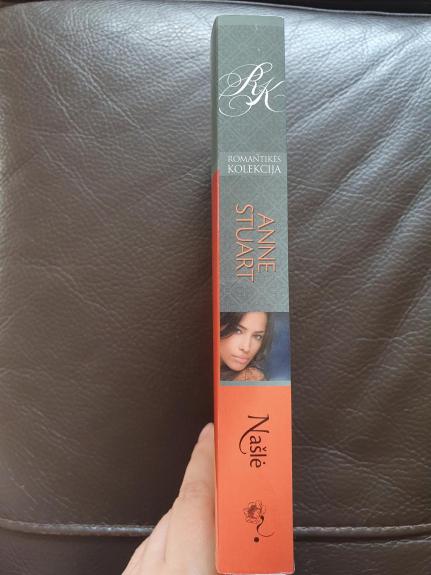 RK
ROMANTIKĖS
KOLEKCIJA
ANNE
STUART
Našlė